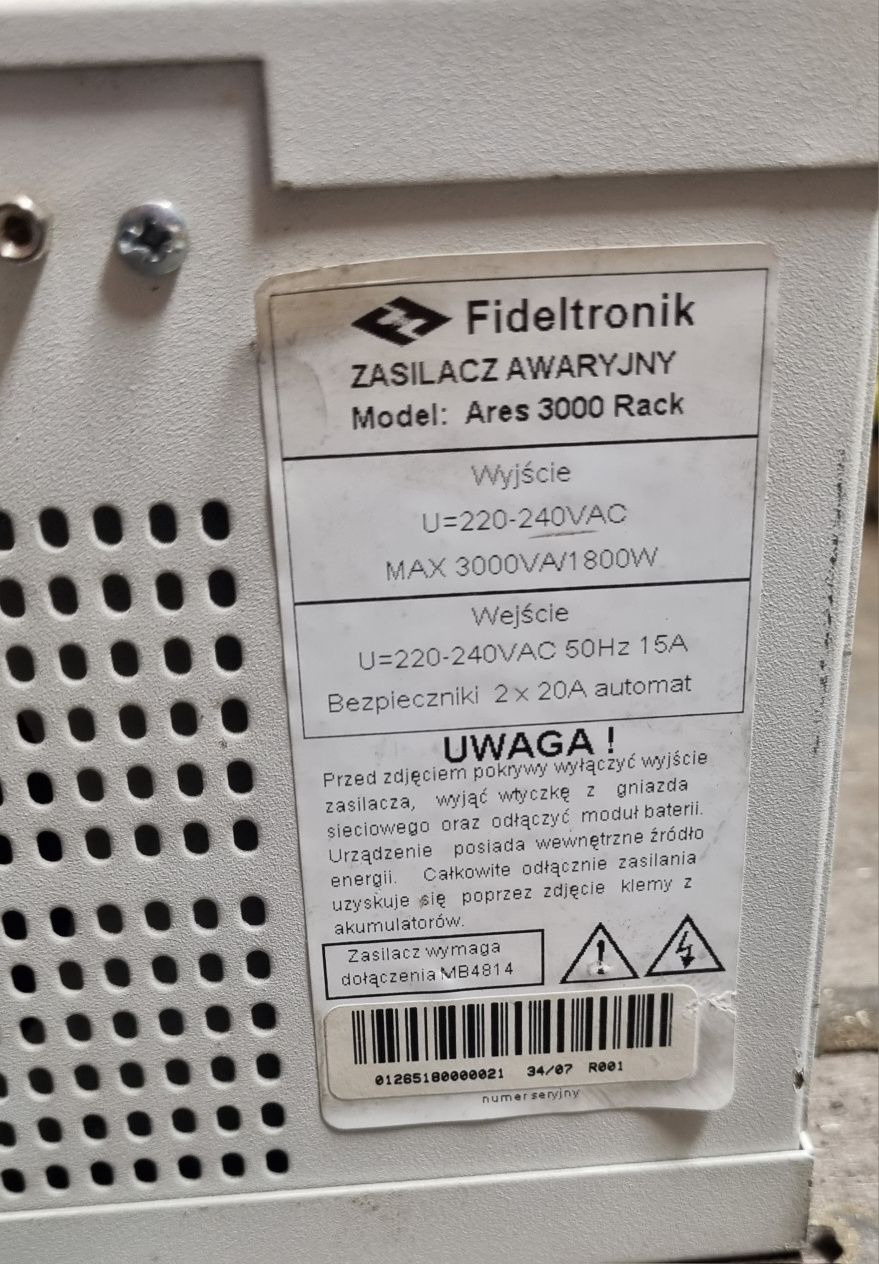 Fideltronik
ZASILACZ AWARYJNY
Model: Ares 3000 Rack
Wyjście
U=220-240VAC
MAX 3000VA/1800W
Wejście
U=220-240VAC 50Hz 15A
Bezpieczniki 2 x 20A automat
UWAGA !
Przed zdjęciem pokrywy wyłączyć wyjście
zasilacza, wyjąć wtyczkę z gniazda
sieciowego oraz odłączyć moduł baterii.
Urządzenie posiada wewnętrzne źródło
energii. Całkowite odłącznie zasilania
uzyskuje się poprzez zdjęcie klemy z
akumulatorów.
Zasilacz wymaga
dołączenia MB4814
01265180000021 34/07 R001
numer seryjny